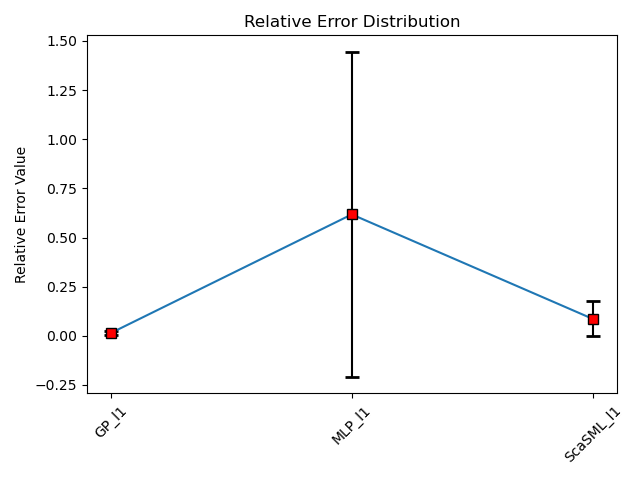 Relative Error Distribution
1.50
1.25
1.00
0.75
0.50
0.25
0.00
−0.25
Relative Error Value
GP_l1
MLP_l1
ScaSML_l1